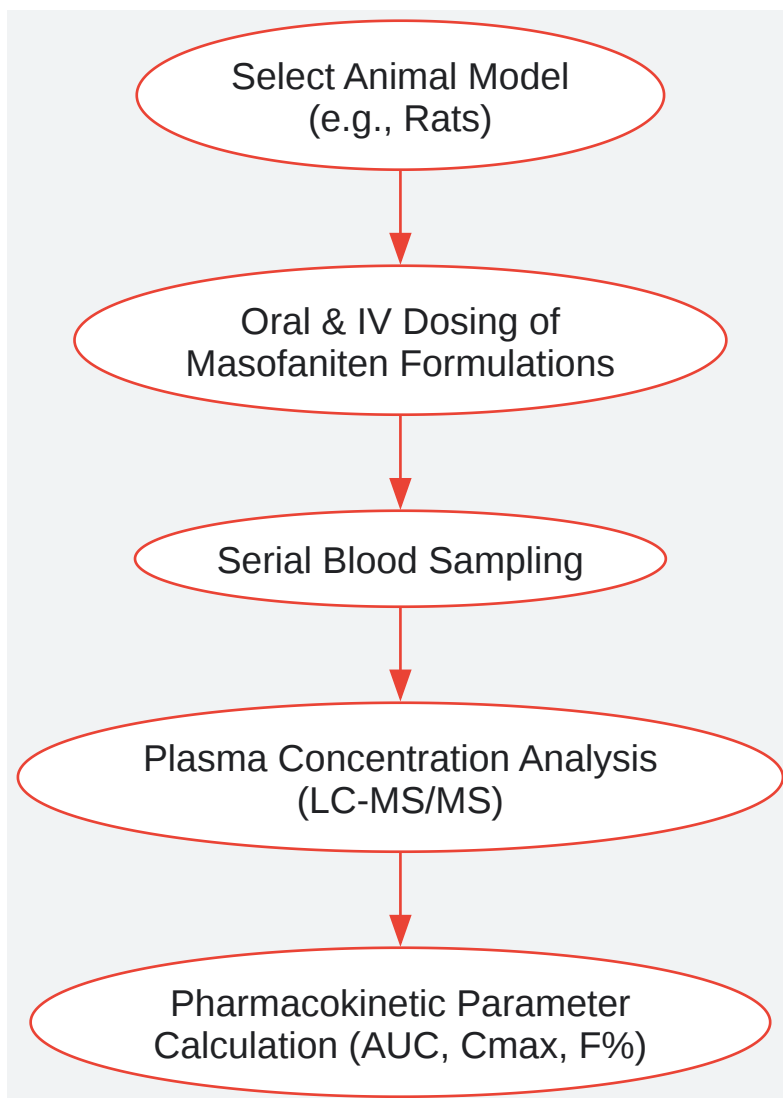 Select Animal Model
(e.g., Rats)
Oral & IV Dosing of
Masofaniten Formulations
Serial Blood Sampling
Plasma Concentration Analysis
(LC-MS/MS)
Pharmacokinetic Parameter
Calculation (AUC, Cmax, F%)